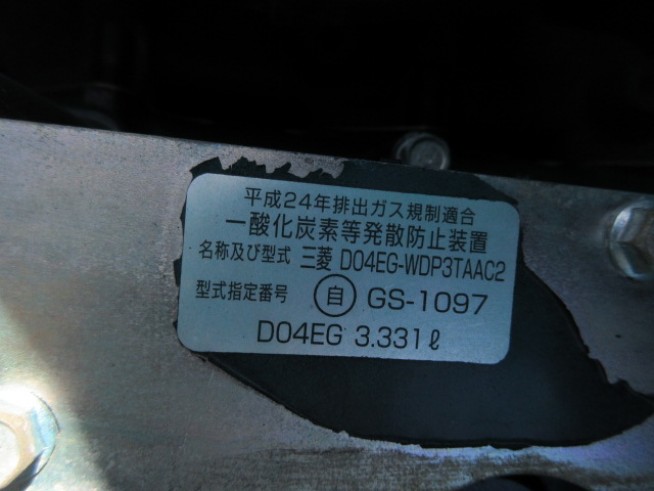 平成24年排出ガス規制適合
一酸化炭素等発散防止装置
名称及び型式 三菱 D04EG-WDP3TAAC2
型式指定番号 自 GS-1097
D04EG 3.331ℓ